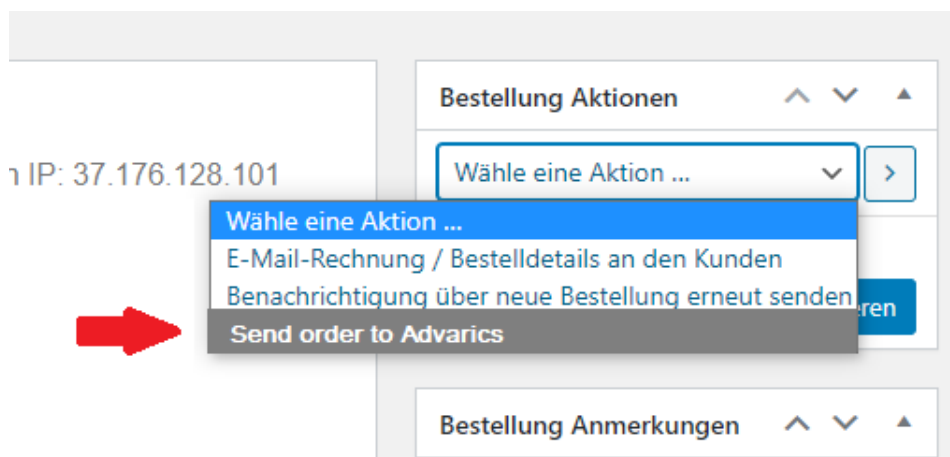 Bestellung Aktionen
IP: 37.176.128.101
Wähle eine Aktion ...
Wähle eine Aktion ...
E-Mail-Rechnung / Bestelldetails an den Kunden
Benachrichtigung über neue Bestellung erneut senden
Send order to Advarics
Bestellung Anmerkungen